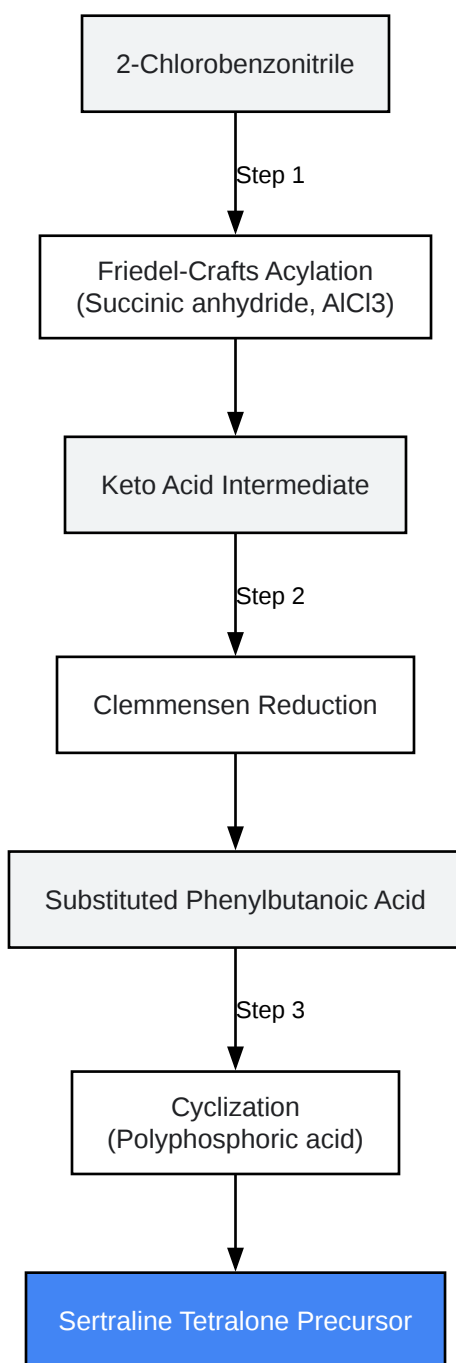 2-Chlorobenzonitrile
Step 1
Friedel-Crafts Acylation
(Succinic anhydride, AlCl3)
Keto Acid Intermediate
Step 2
Clemmensen Reduction
Substituted Phenylbutanoic Acid
Step 3
Cyclization
(Polyphosphoric acid)
Sertraline Tetralone Precursor